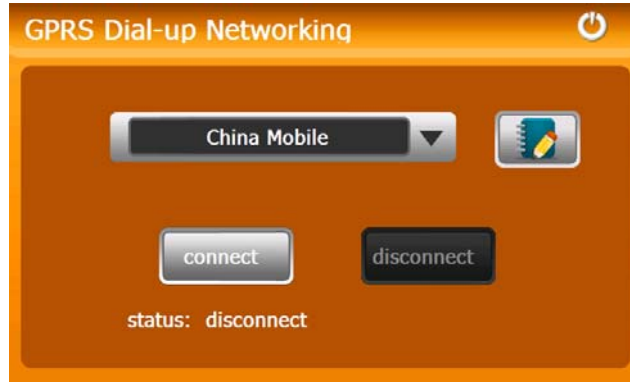 GPRS Dial-up Networking
China Mobile
connect disconnect
status: disconnect